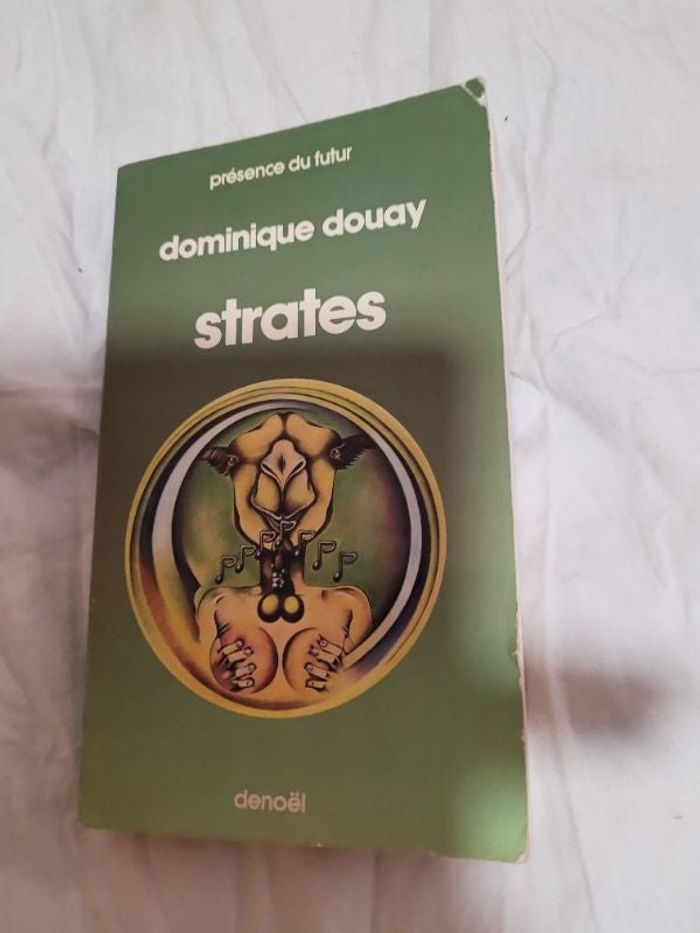 présence du futur
dominique douay
strates
denoël